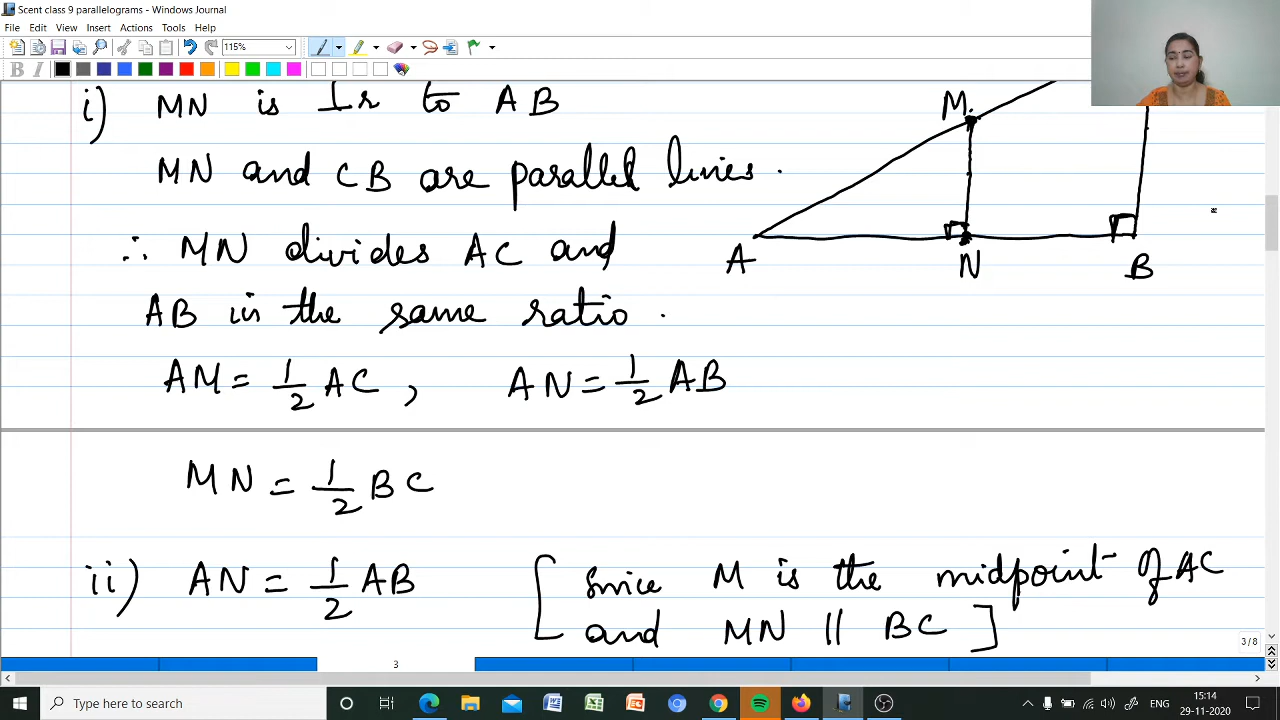 Scent class 9 parallelograms - Windows Journal
File Edit View Insert Actions Tools Help
115%
B I
i) MN is ⊥r to AB
MN and CB are parallel lines.
∴ MN divides AC and
AB in the same ratio.
AM = 1/2 AC, AN = 1/2 AB
M
A N B
MN = 1/2 BC
ii) AN = 1/2 AB [since M is the midpoint of AC
and MN || BC]
3/8
3
Type here to search
ENG
15:14
29-11-2020